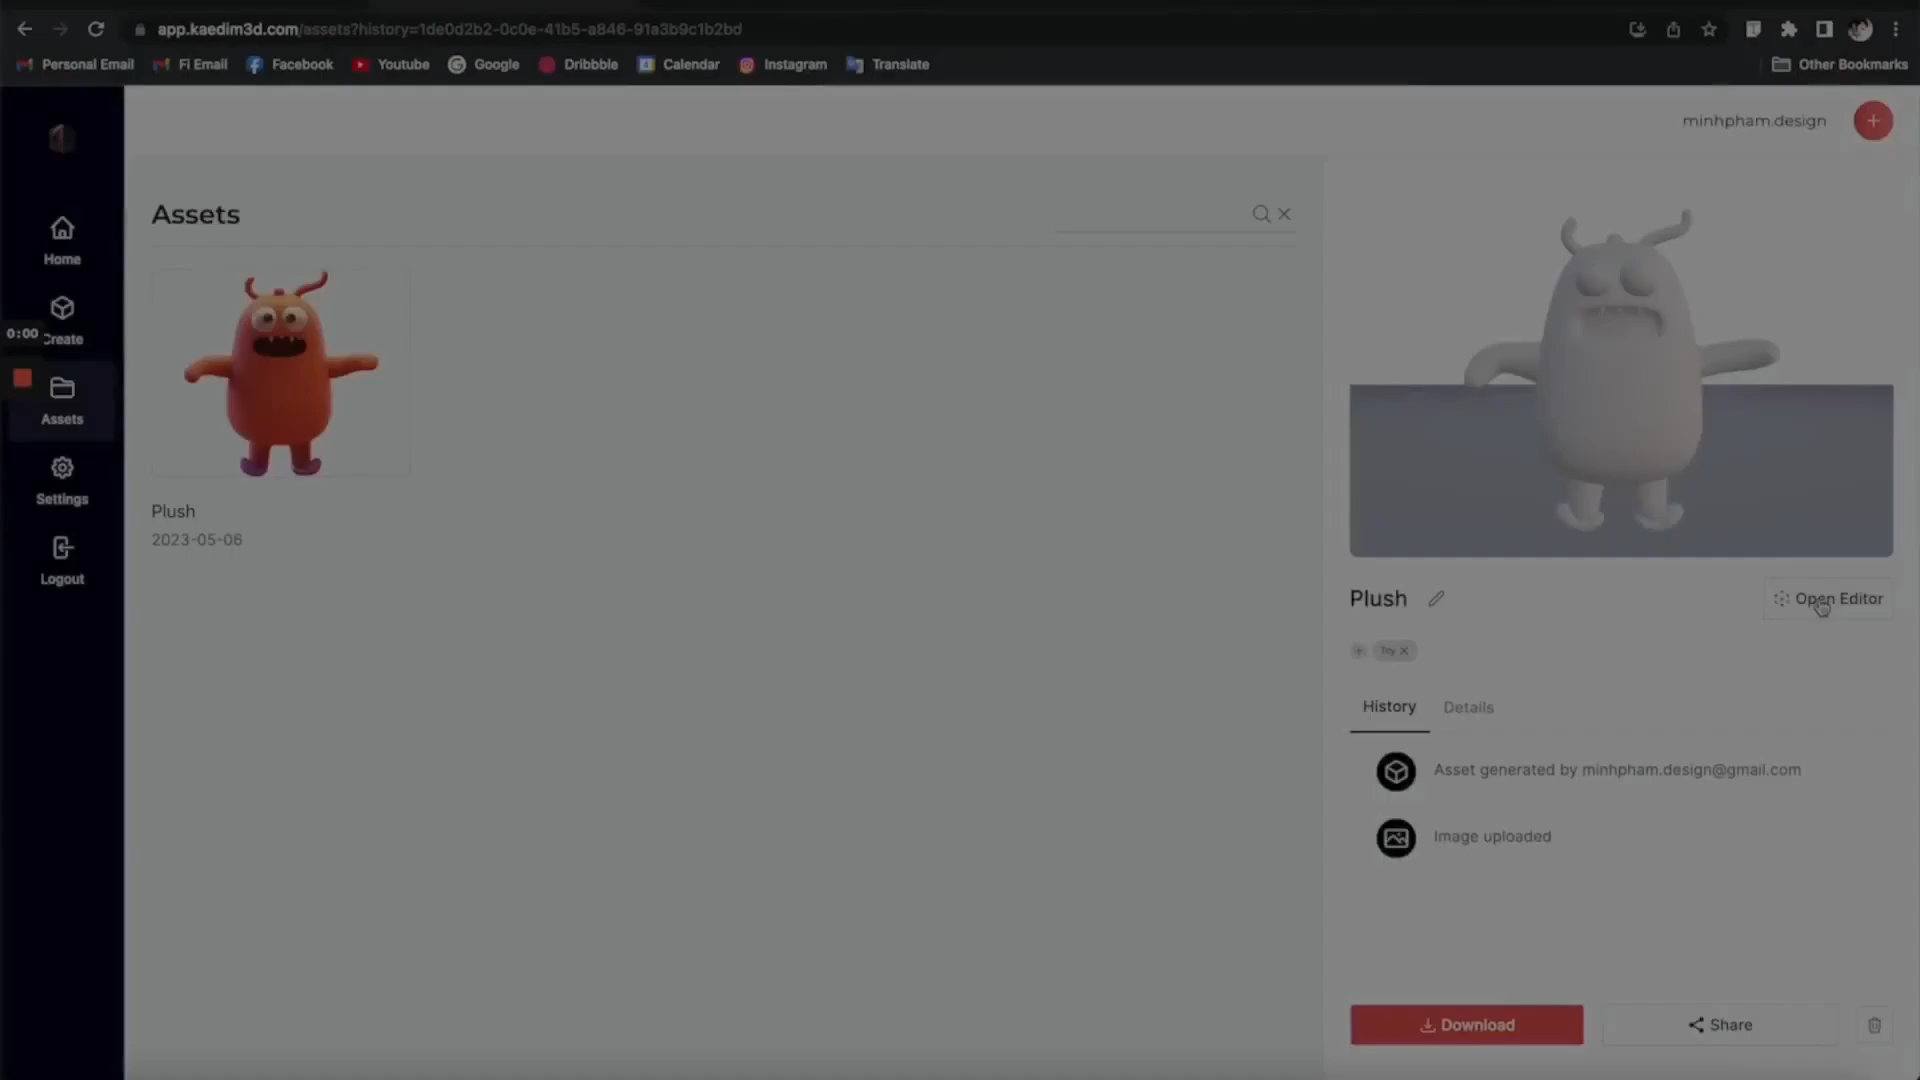 app.kaedim3d.com/assets?history=1de0d2b2-0c0e-41b5-a846-91a3b9c1b2bd
Personal Email
Fi Email
Facebook
Youtube
Google
Dribbble
Calendar
Instagram
Translate
Other Bookmarks
minhpham.design
Home
0:00
Create
Assets
Settings
Logout
Assets
Plush
2023-05-06
Plush
Open Editor
Toy
History
Details
Asset generated by minhpham.design@gmail.com
Image uploaded
Download
Share